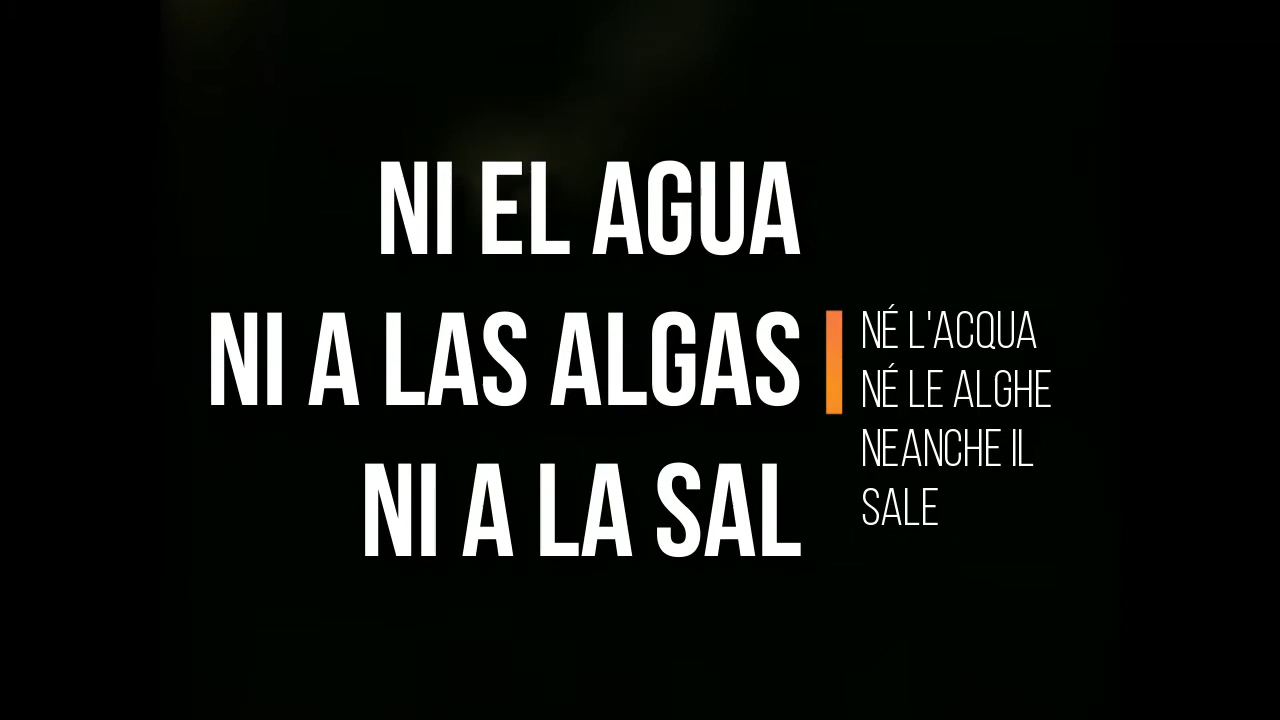 NI EL AGUA
NI A LAS ALGAS
NI A LA SAL
NÉ L'ACQUA
NÉ LE ALGHE
NEANCHE IL
SALE